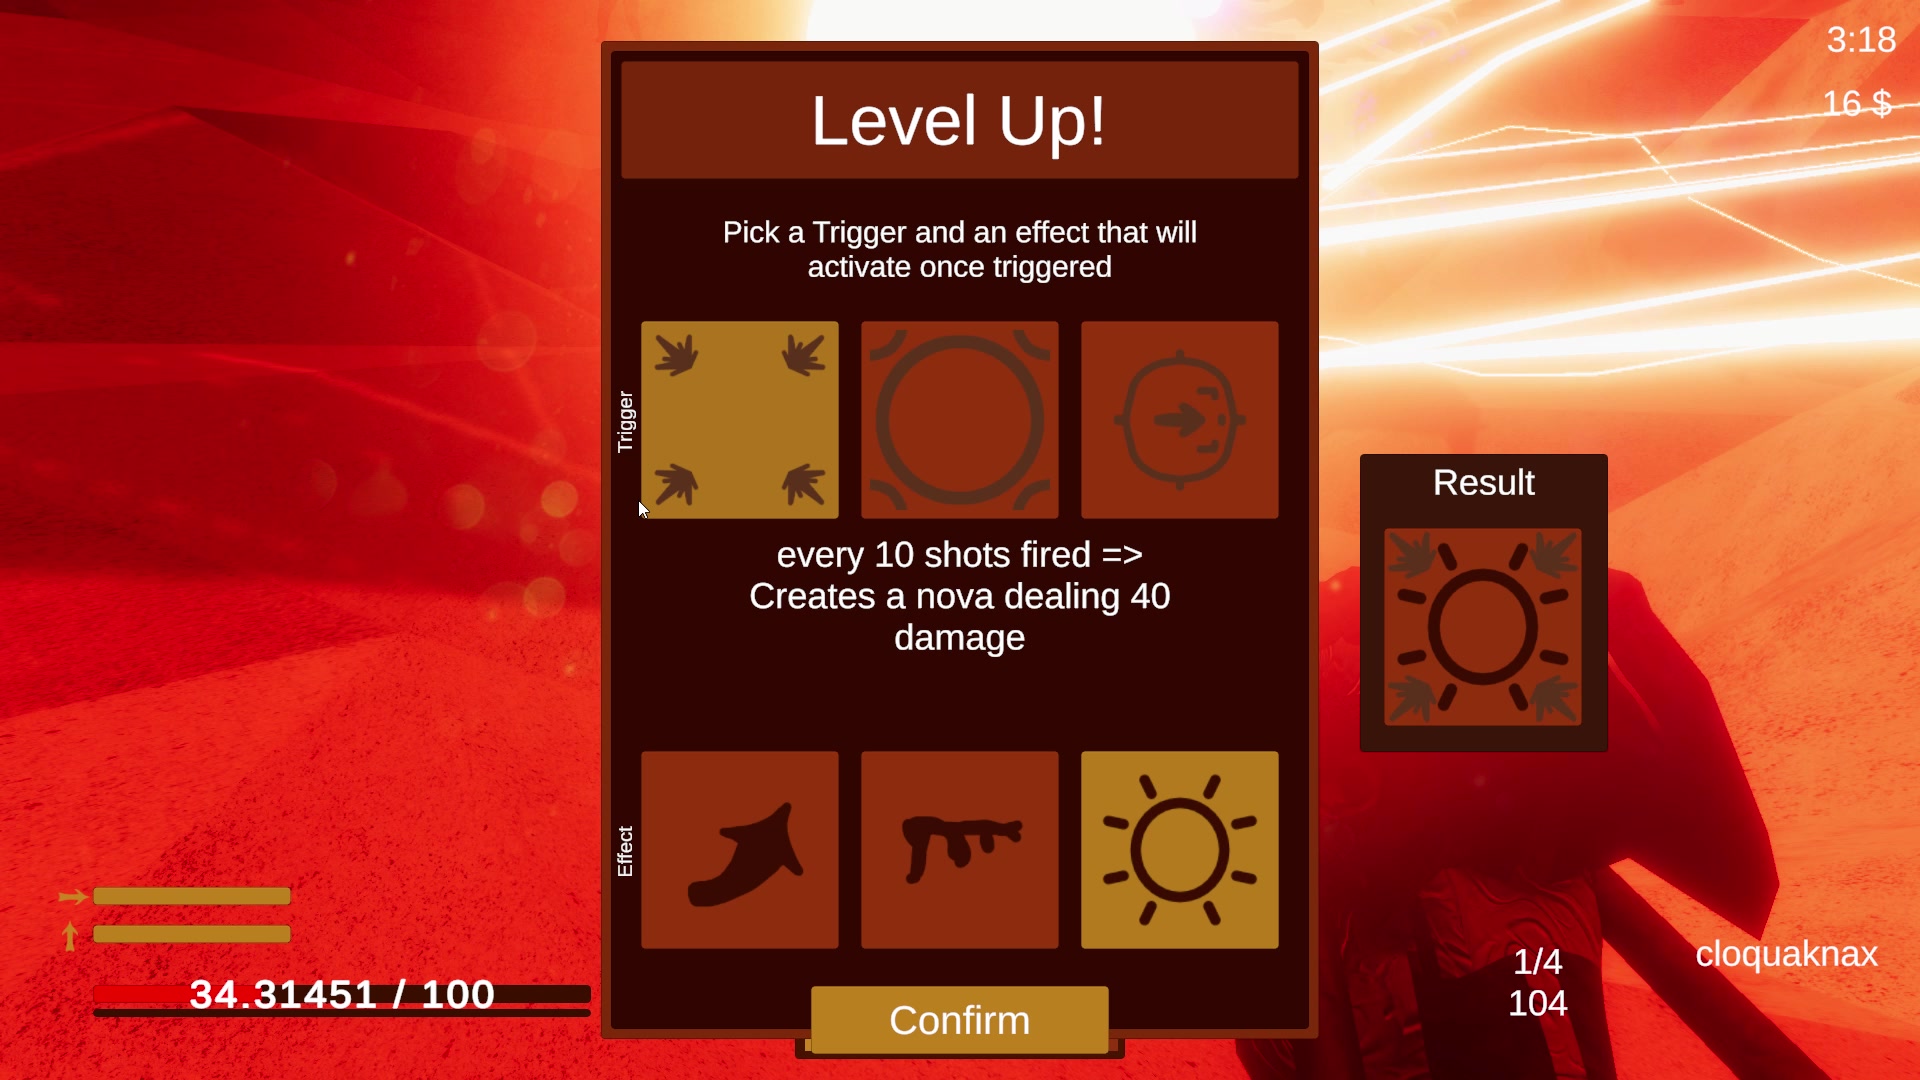 3:18
16 $
Level Up!
Pick a Trigger and an effect that will
activate once triggered
Trigger
every 10 shots fired =>
Creates a nova dealing 40
damage
Result
Effect
34.31451 / 100
Confirm
1/4
104
cloquaknax